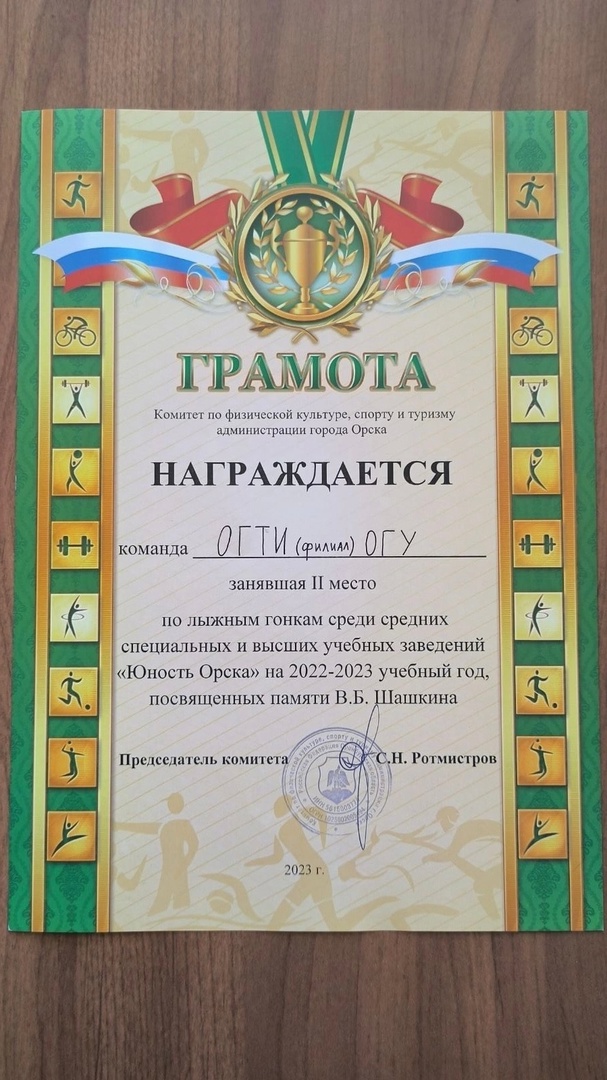 ГРАМОТА
Комитет по физической культуре, спорту и туризму
администрации города Орска
НАГРАЖДАЕТСЯ
команда ОГТИ (филиал) ОГУ
занявшая II место
по лыжным гонкам среди средних
специальных и высших учебных заведений
«Юность Орска» на 2022-2023 учебный год,
посвященных памяти В.Б. Шашкина
Председатель комитета С.Н. Ротмистров
2023 г.